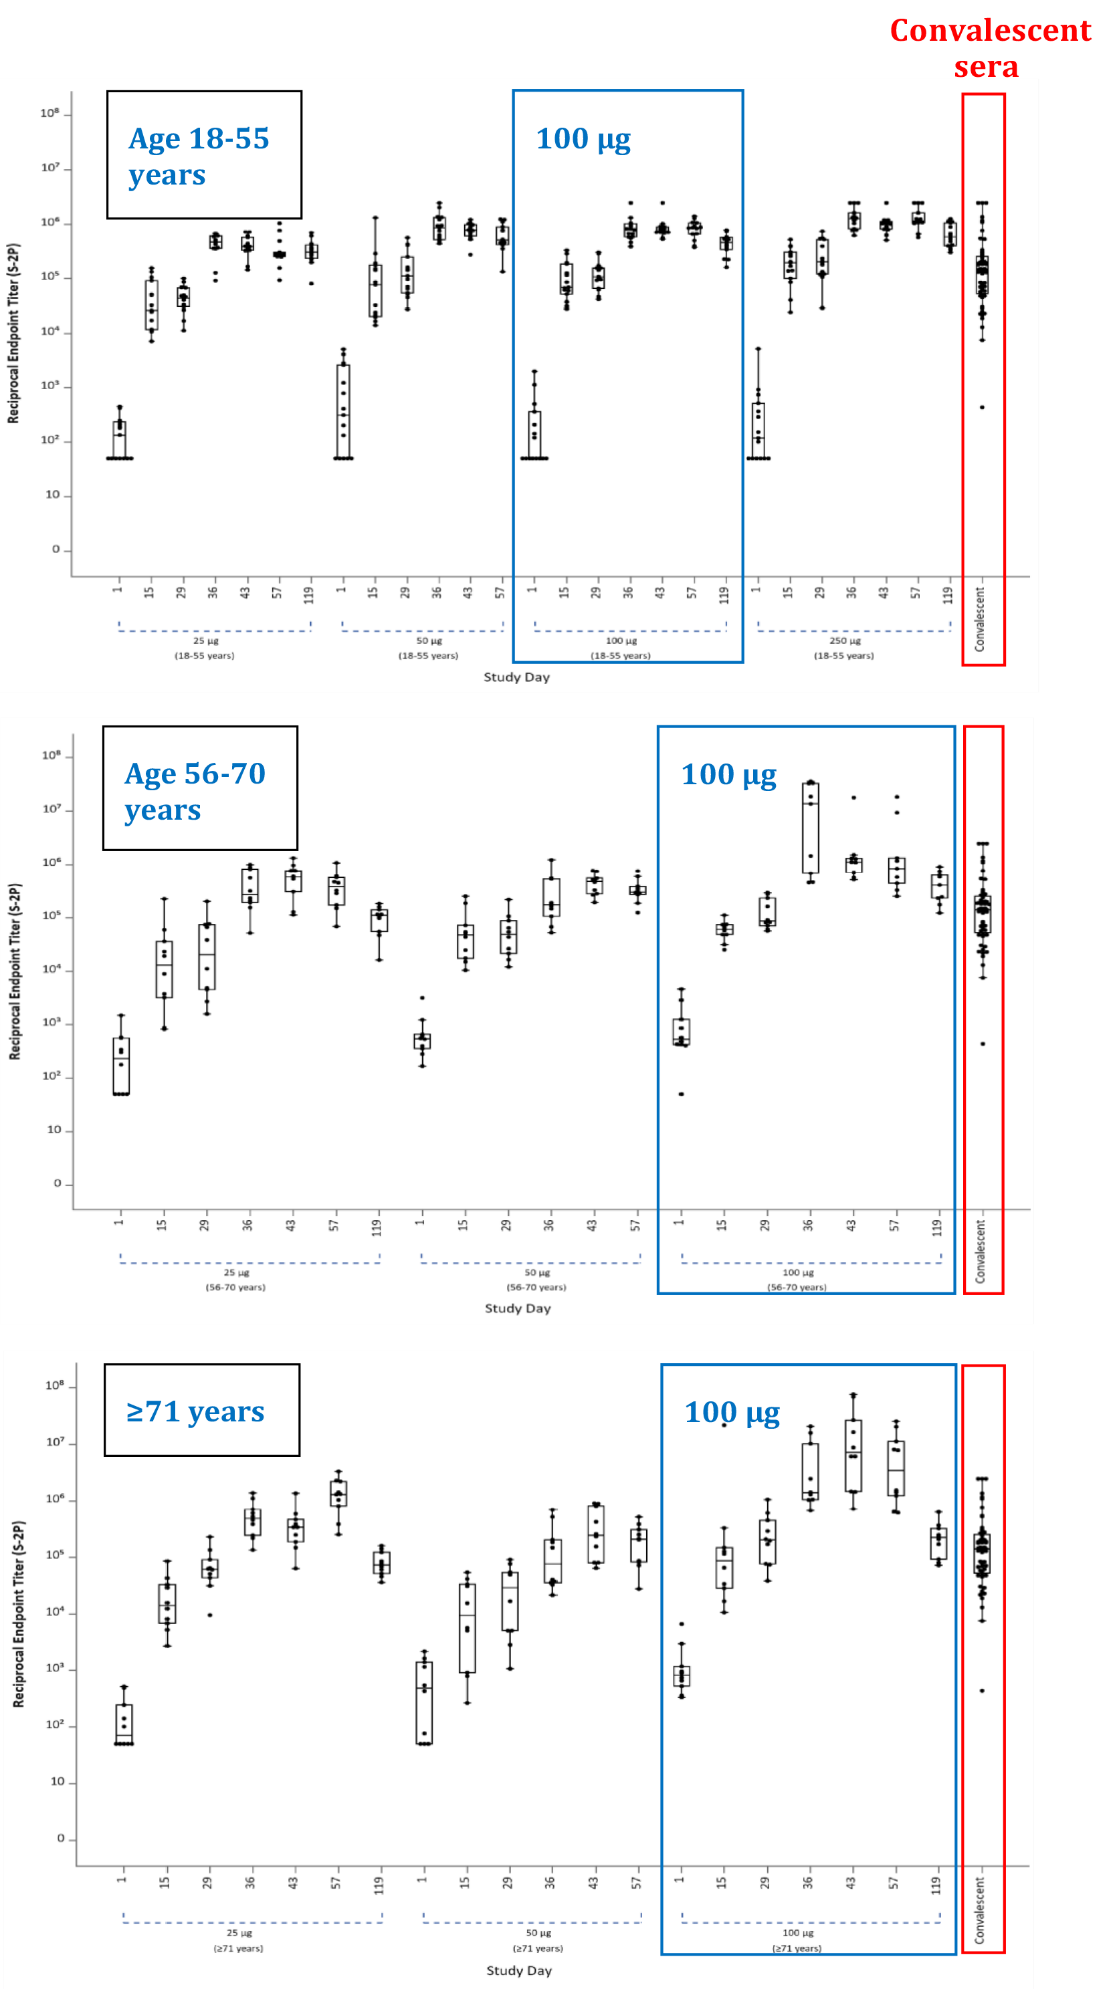 Convalescent
sera
Age 18-55
years
100 µg
Reciprocal Endpoint Titer (S-2P)
10⁸
10⁷
10⁶
10⁵
10⁴
10³
10²
10
0
1 15 29 36 43 57 119 1 15 29 36 43 57 1 15 29 36 43 57 119 1 15 29 36 43 57 119 Convalescent
25 µg 50 µg 100 µg 250 µg
(18-55 years) (18-55 years) (18-55 years) (18-55 years)
Study Day
Age 56-70
years
100 µg
Reciprocal Endpoint Titer (S-2P)
10⁸
10⁷
10⁶
10⁵
10⁴
10³
10²
10
0
1 15 29 36 43 57 119 1 15 29 36 43 57 1 15 29 36 43 57 119 Convalescent
25 µg 50 µg 100 µg
(56-70 years) (56-70 years) (56-70 years)
Study Day
≥71 years
100 µg
Reciprocal Endpoint Titer (S-2P)
10⁸
10⁷
10⁶
10⁵
10⁴
10³
10²
10
0
1 15 29 36 43 57 119 1 15 29 36 43 57 1 15 29 36 43 57 119 Convalescent
25 µg 50 µg 100 µg
(≥71 years) (≥71 years) (≥71 years)
Study Day